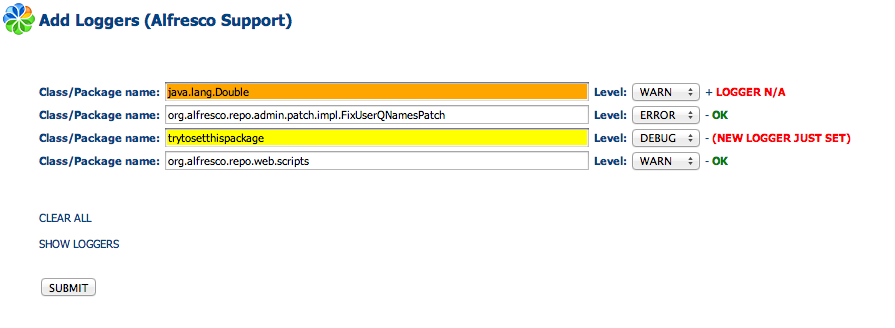 Add Loggers (Alfresco Support)
Class/Package name: java.lang.Double Level: WARN + LOGGER N/A
Class/Package name: org.alfresco.repo.admin.patch.impl.FixUserQNamesPatch Level: ERROR - OK
Class/Package name: trytosetthispackage Level: DEBUG - (NEW LOGGER JUST SET)
Class/Package name: org.alfresco.repo.web.scripts Level: WARN - OK
CLEAR ALL
SHOW LOGGERS
SUBMIT